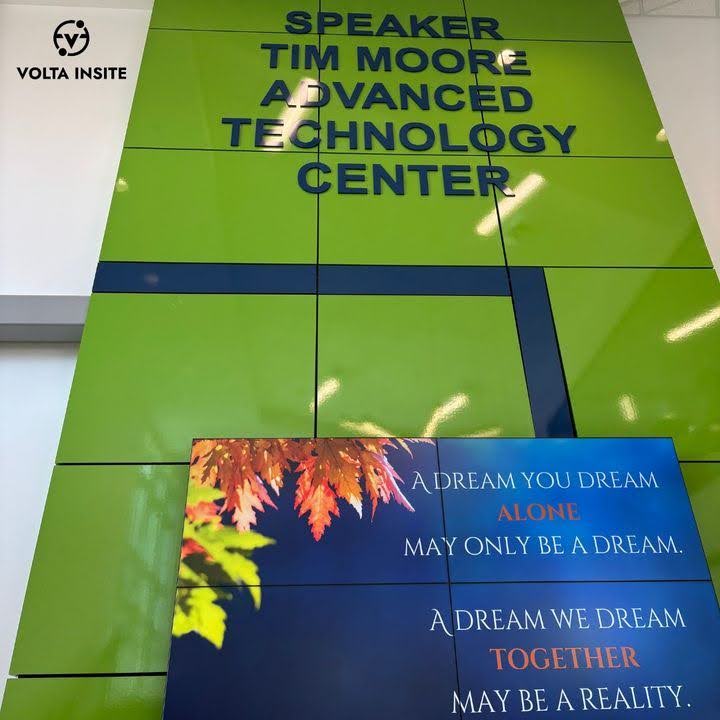 VOLTA INSITE
SPEAKER
TIM MOORE
ADVANCED
TECHNOLOGY
CENTER
A DREAM YOU DREAM
ALONE
MAY ONLY BE A DREAM.
A DREAM WE DREAM
TOGETHER
MAY BE A REALITY.